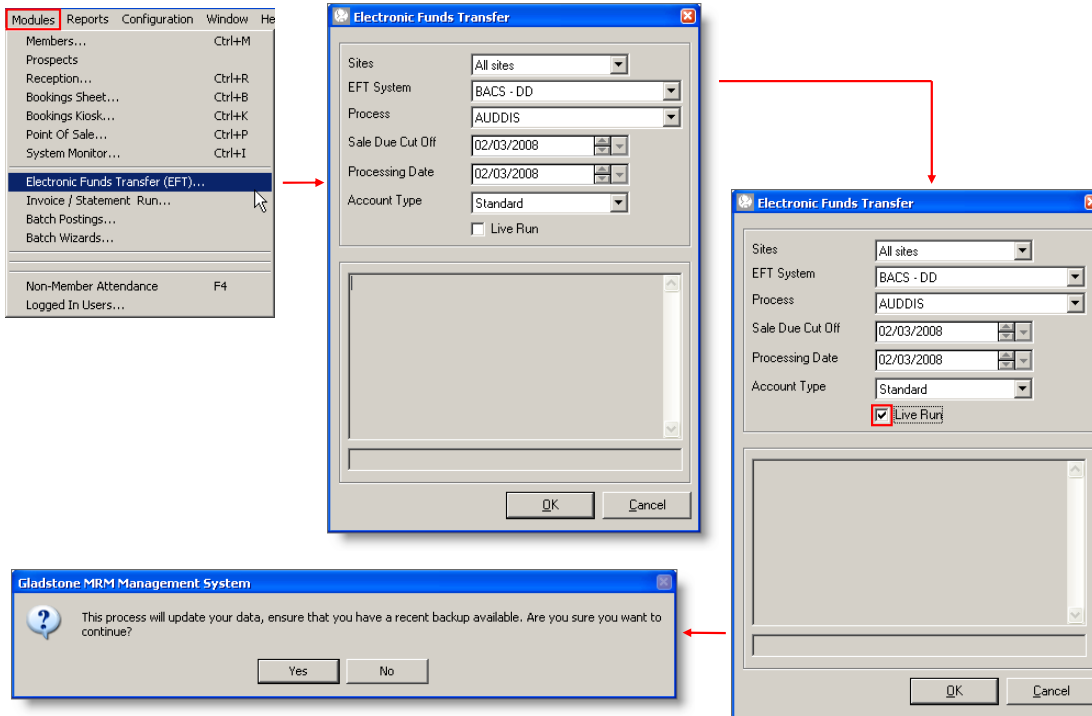 Modules Reports Configuration Window He
Members... Ctrl+M
Prospects
Reception... Ctrl+R
Bookings Sheet... Ctrl+B
Bookings Kiosk... Ctrl+K
Point Of Sale... Ctrl+P
System Monitor... Ctrl+I
Electronic Funds Transfer (EFT)...
Invoice / Statement Run...
Batch Postings...
Batch Wizards...
Non-Member Attendance F4
Logged In Users...
Electronic Funds Transfer
Sites All sites
EFT System BACS - DD
Process AUDDIS
Sale Due Cut Off 02/03/2008
Processing Date 02/03/2008
Account Type Standard
Live Run
OK Cancel
Electronic Funds Transfer
Sites All sites
EFT System BACS - DD
Process AUDDIS
Sale Due Cut Off 02/03/2008
Processing Date 02/03/2008
Account Type Standard
Live Run
OK Cancel
Gladstone MRM Management System
This process will update your data, ensure that you have a recent backup available. Are you sure you want to
continue?
Yes No